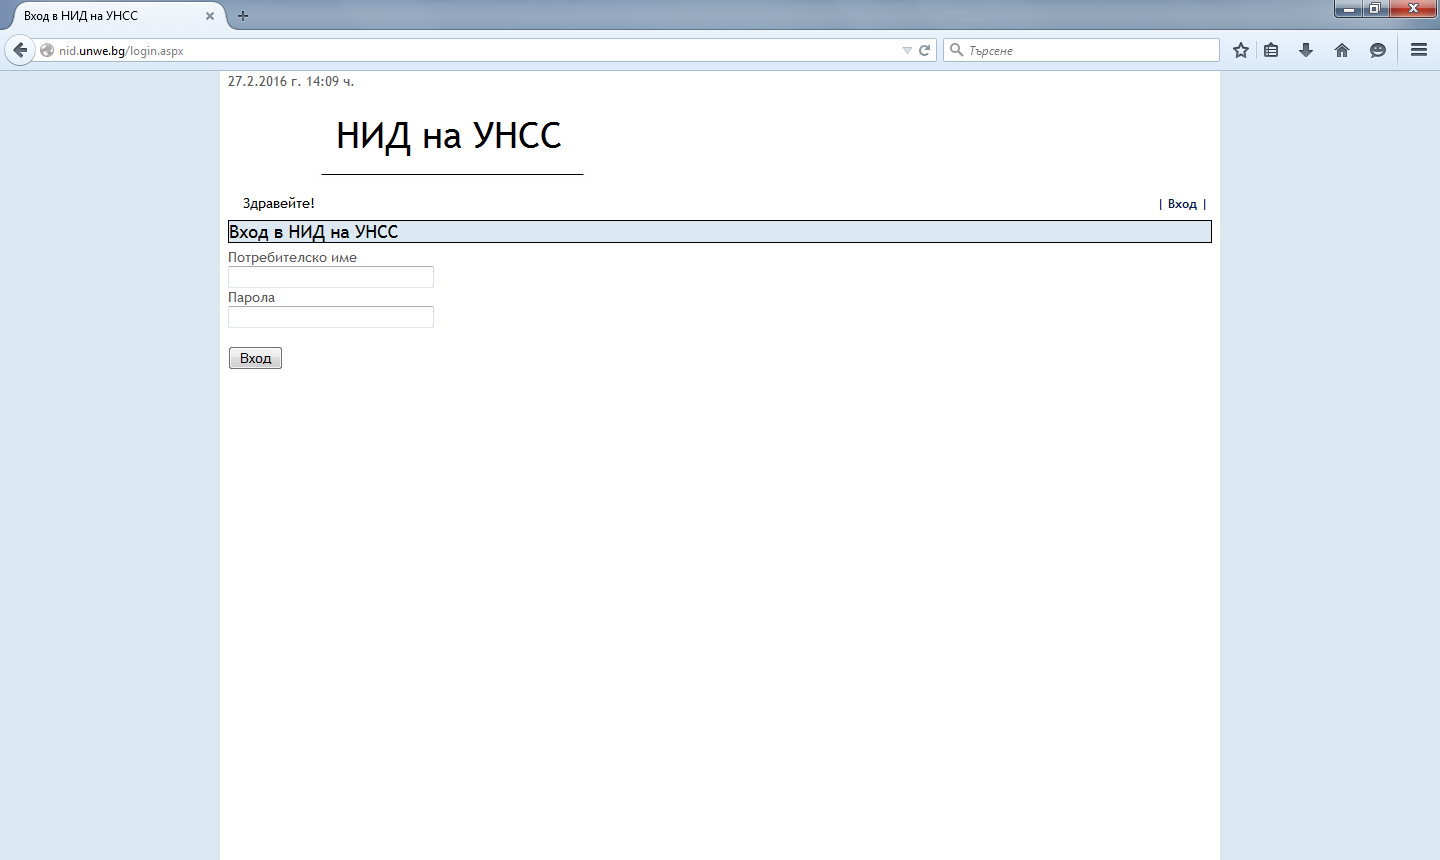 Вход в НИД на УНСС
nid.unwe.bg/login.aspx
Търсене
27.2.2016 г. 14:09 ч.
НИД на УНСС
Здравейте!
| Вход |
Вход в НИД на УНСС
Потребителско име
Парола
Вход